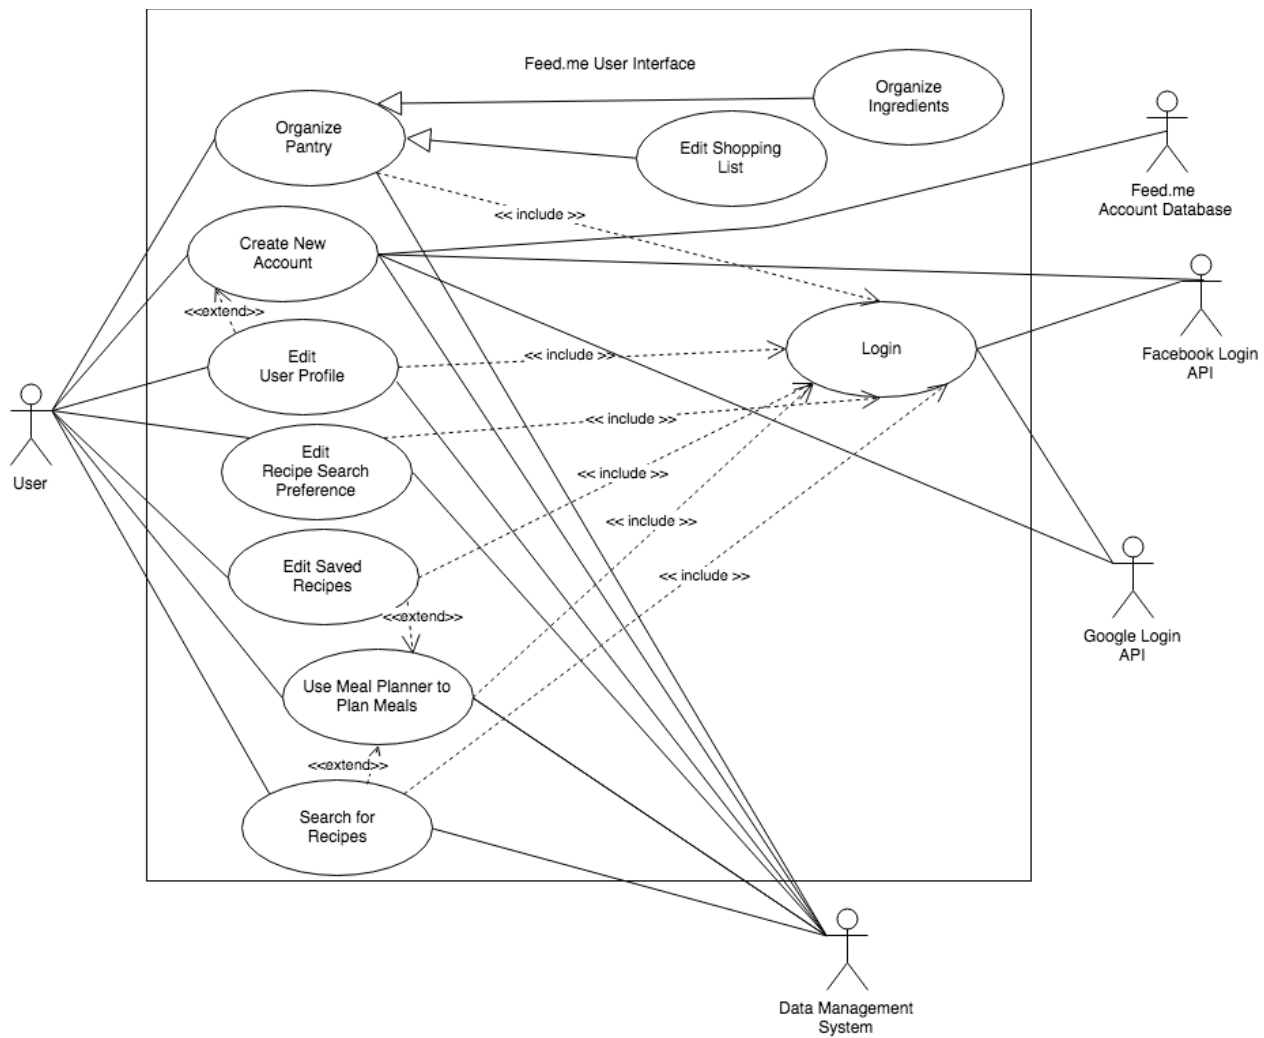 Feed.me User Interface
Organize
Ingredients
Organize
Pantry
Edit Shopping
List
Feed.me
Account Database
<< include >>
Create New
Account
<<extend>>
Edit
User Profile
<< include >>
Login
Facebook Login
API
User
Edit
Recipe Search
Preference
<< include >>
<< include >>
<< include >>
Edit Saved
Recipes
<< include >>
<<extend>>
Google Login
API
Use Meal Planner to
Plan Meals
<<extend>>
Search for
Recipes
Data Management
System